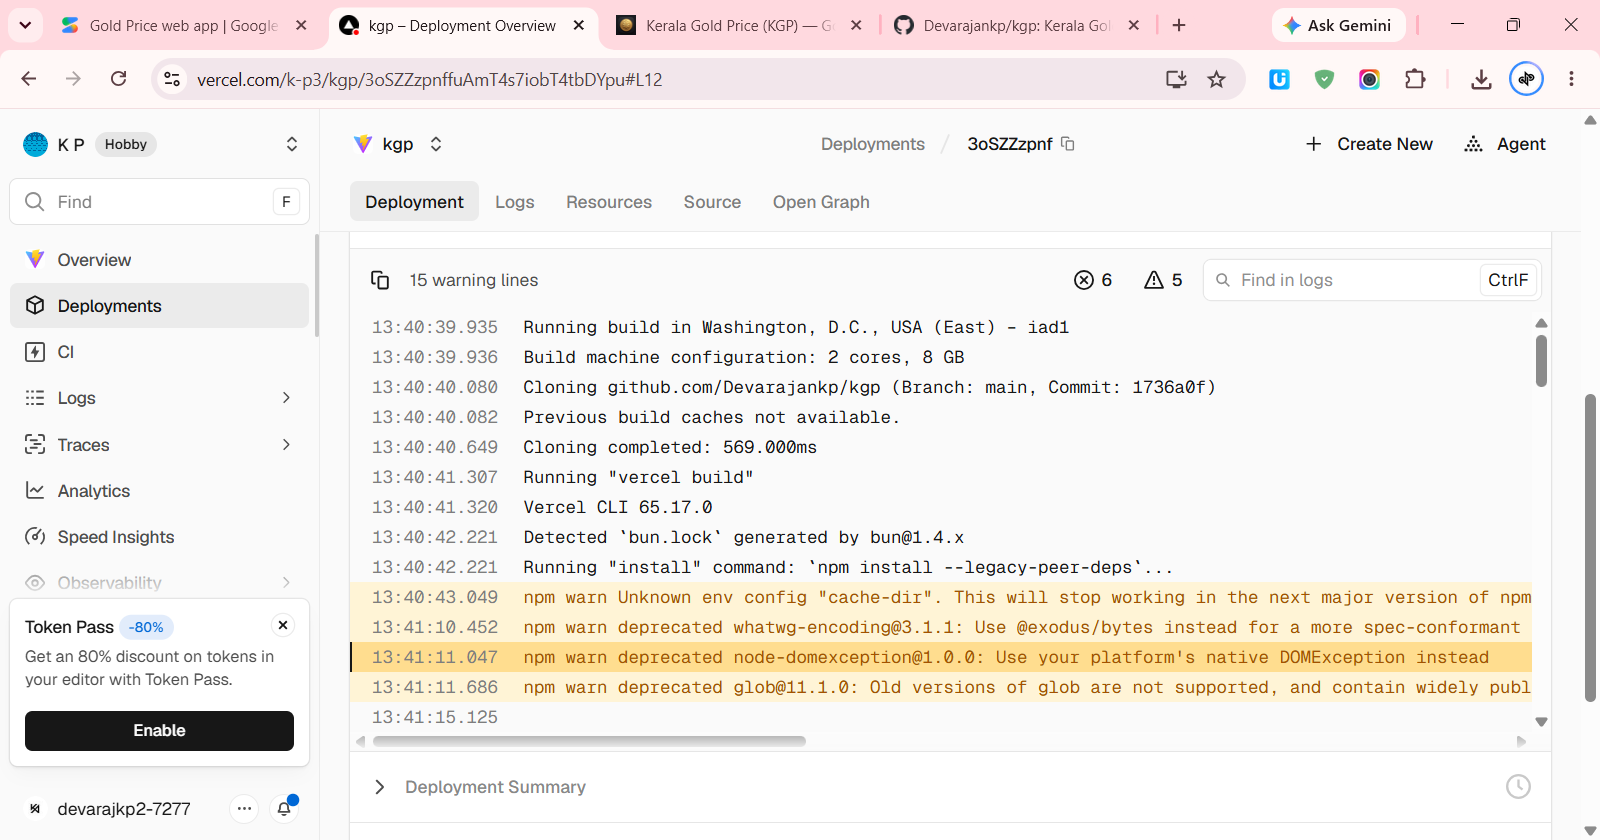 Gold Price web app | Google
kgp – Deployment Overview
Kerala Gold Price (KGP) — G
Devarajankp/kgp: Kerala Gol
Ask Gemini
vercel.com/k-p3/kgp/3oSZZzpnffuAmT4s7iobT4tbDYpu#L12
K P
Hobby
kgp
Deployments / 3oSZZzpnf
Create New
Agent
Find
F
Deployment
Logs
Resources
Source
Open Graph
Overview
Deployments
CI
Logs
Traces
Analytics
Speed Insights
Observability
15 warning lines
6
5
Find in logs
CtrlF
13:40:39.935 Running build in Washington, D.C., USA (East) – iad1
13:40:39.936 Build machine configuration: 2 cores, 8 GB
13:40:40.080 Cloning github.com/Devarajankp/kgp (Branch: main, Commit: 1736a0f)
13:40:40.082 Previous build caches not available.
13:40:40.649 Cloning completed: 569.000ms
13:40:41.307 Running "vercel build"
13:40:41.320 Vercel CLI 65.17.0
13:40:42.221 Detected `bun.lock` generated by bun@1.4.x
13:40:42.221 Running "install" command: `npm install --legacy-peer-deps`...
13:40:43.049 npm warn Unknown env config "cache-dir". This will stop working in the next major version of npm
13:41:10.452 npm warn deprecated whatwg-encoding@3.1.1: Use @exodus/bytes instead for a more spec-conformant
13:41:11.047 npm warn deprecated node-domexception@1.0.0: Use your platform's native DOMException instead
13:41:11.686 npm warn deprecated glob@11.1.0: Old versions of glob are not supported, and contain widely publ
13:41:15.125
Deployment Summary
Token Pass
-80%
Get an 80% discount on tokens in
your editor with Token Pass.
Enable
devarajkp2-7277